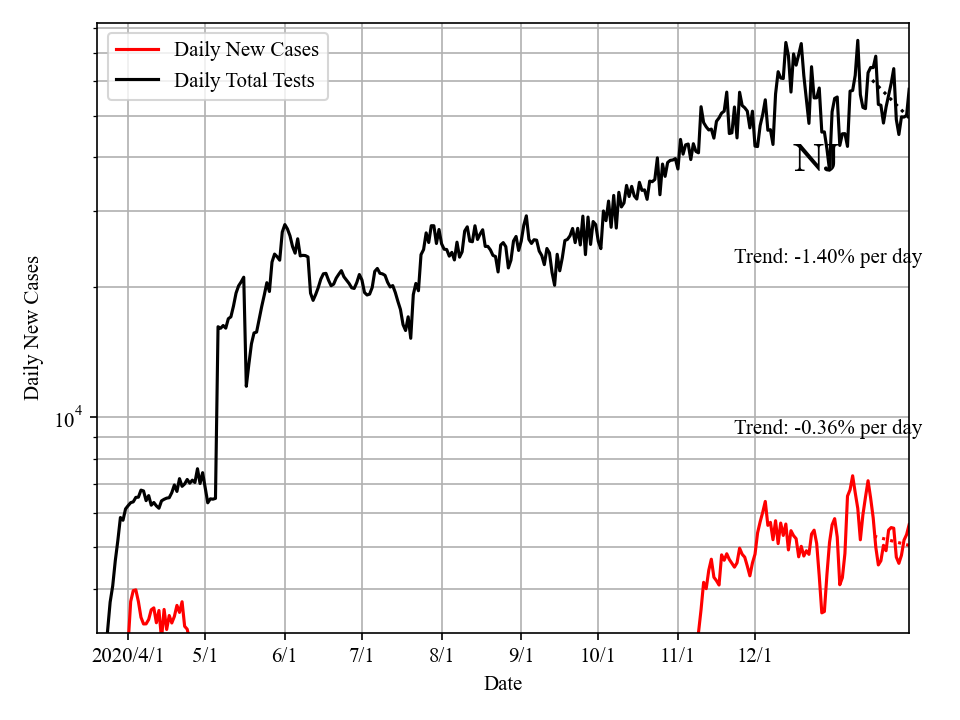 Daily New Cases
Daily Total Tests
NJ
Trend: -1.40% per day
Trend: -0.36% per day
Daily New Cases
10^4
2020/4/1 5/1 6/1 7/1 8/1 9/1 10/1 11/1 12/1
Date